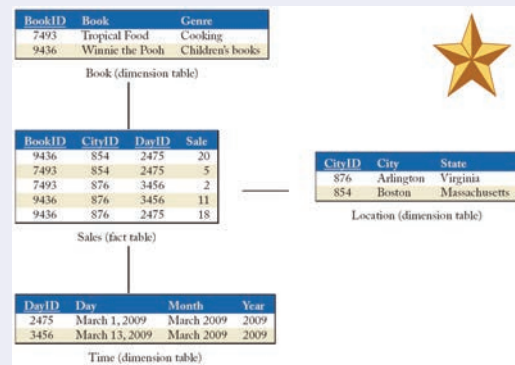 BookID Book Genre
7493 Tropical Food Cooking
9436 Winnie the Pooh Children's books
Book (dimension table)
BookID CityID DayID Sale
9436 854 2475 20
7493 854 2475 5
7493 876 3456 2
9436 876 3456 11
9436 876 2475 18
Sales (fact table)
CityID City State
876 Arlington Virginia
854 Boston Massachusetts
Location (dimension table)
DayID Day Month Year
2475 March 1, 2009 March 2009 2009
3456 March 13, 2009 March 2009 2009
Time (dimension table)